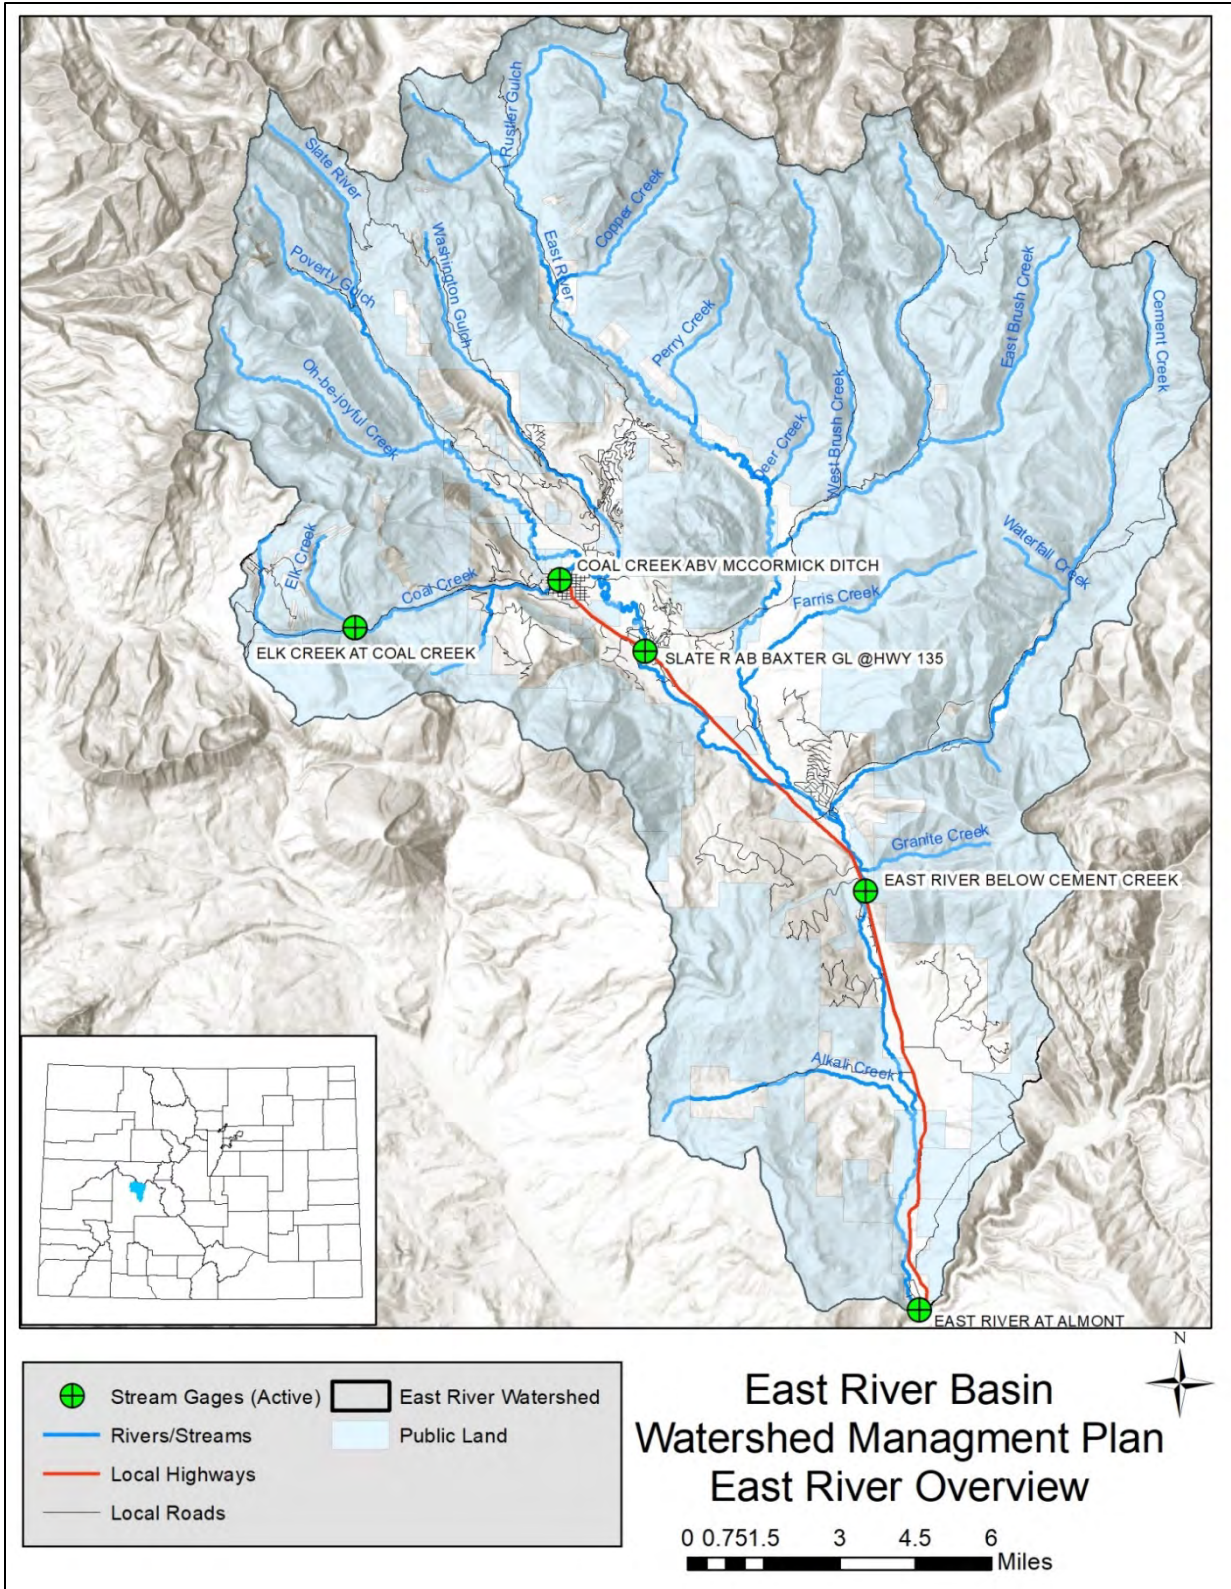 Rustler Gulch
Slate River
Copper Creek
East River
Washington Gulch
Poverty Gulch
East Brush Creek
Cement Creek
Perry Creek
Oh-be-joyful Creek
Deer Creek
West Brush Creek
Waterfall Creek
Elk Creek
COAL CREEK ABV MCCORMICK DITCH
Coal Creek
Farris Creek
ELK CREEK AT COAL CREEK
SLATE R AB BAXTER GL @HWY 135
Granite Creek
EAST RIVER BELOW CEMENT CREEK
Alkali Creek
EAST RIVER AT ALMONT
N
Stream Gages (Active)
East River Watershed
Rivers/Streams
Public Land
Local Highways
Local Roads
East River Basin
Watershed Managment Plan
East River Overview
0 0.751.5 3 4.5 6
Miles